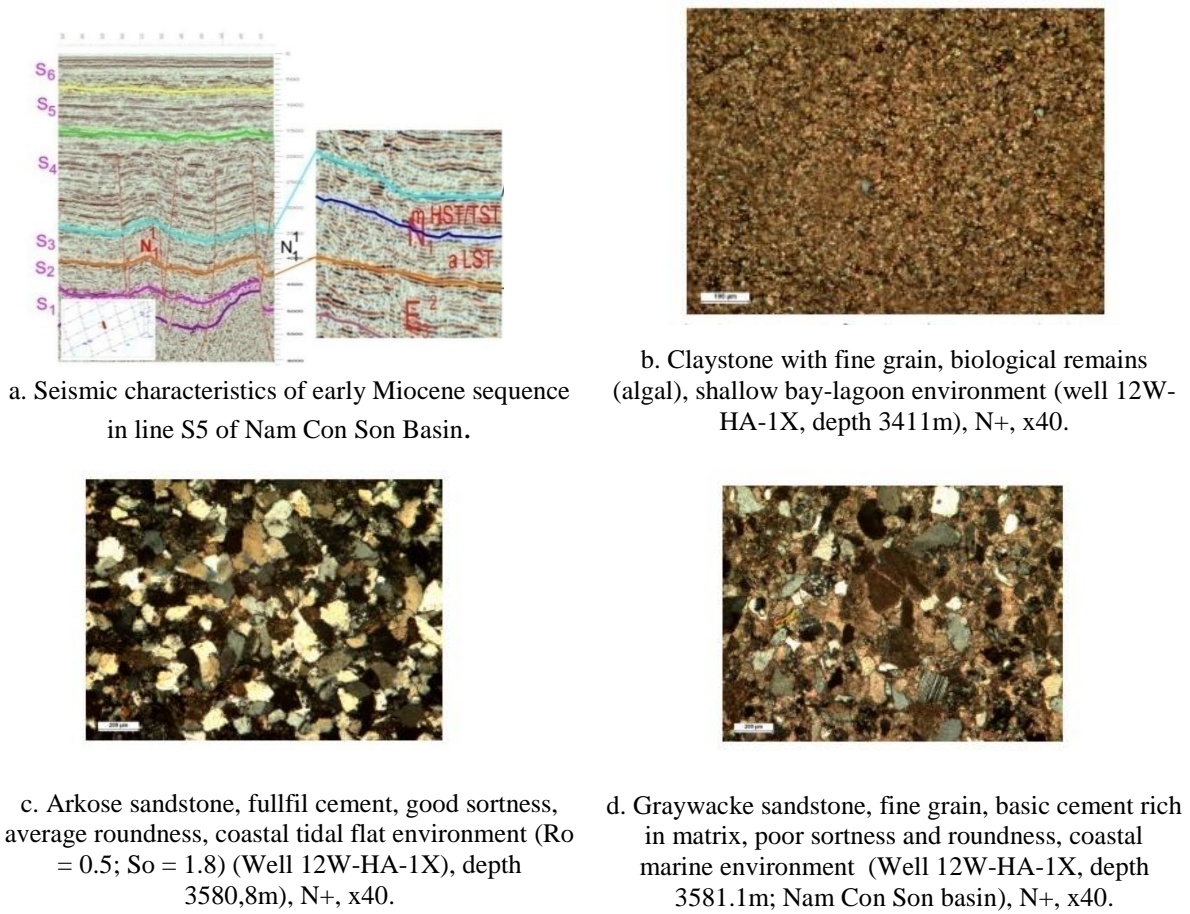 S6
S5
S4
S3
S2
S1
N₁¹
N₁¹
m HST/TST
a LST
a. Seismic characteristics of early Miocene sequence
in line S5 of Nam Con Son Basin.
b. Claystone with fine grain, biological remains
(algal), shallow bay-lagoon environment (well 12W-
HA-1X, depth 3411m), N+, x40.
c. Arkose sandstone, fullfil cement, good sortness,
average roundness, coastal tidal flat environment (Ro
= 0.5; So = 1.8) (Well 12W-HA-1X), depth
3580,8m), N+, x40.
d. Graywacke sandstone, fine grain, basic cement rich
in matrix, poor sortness and roundness, coastal
marine environment (Well 12W-HA-1X, depth
3581.1m; Nam Con Son basin), N+, x40.